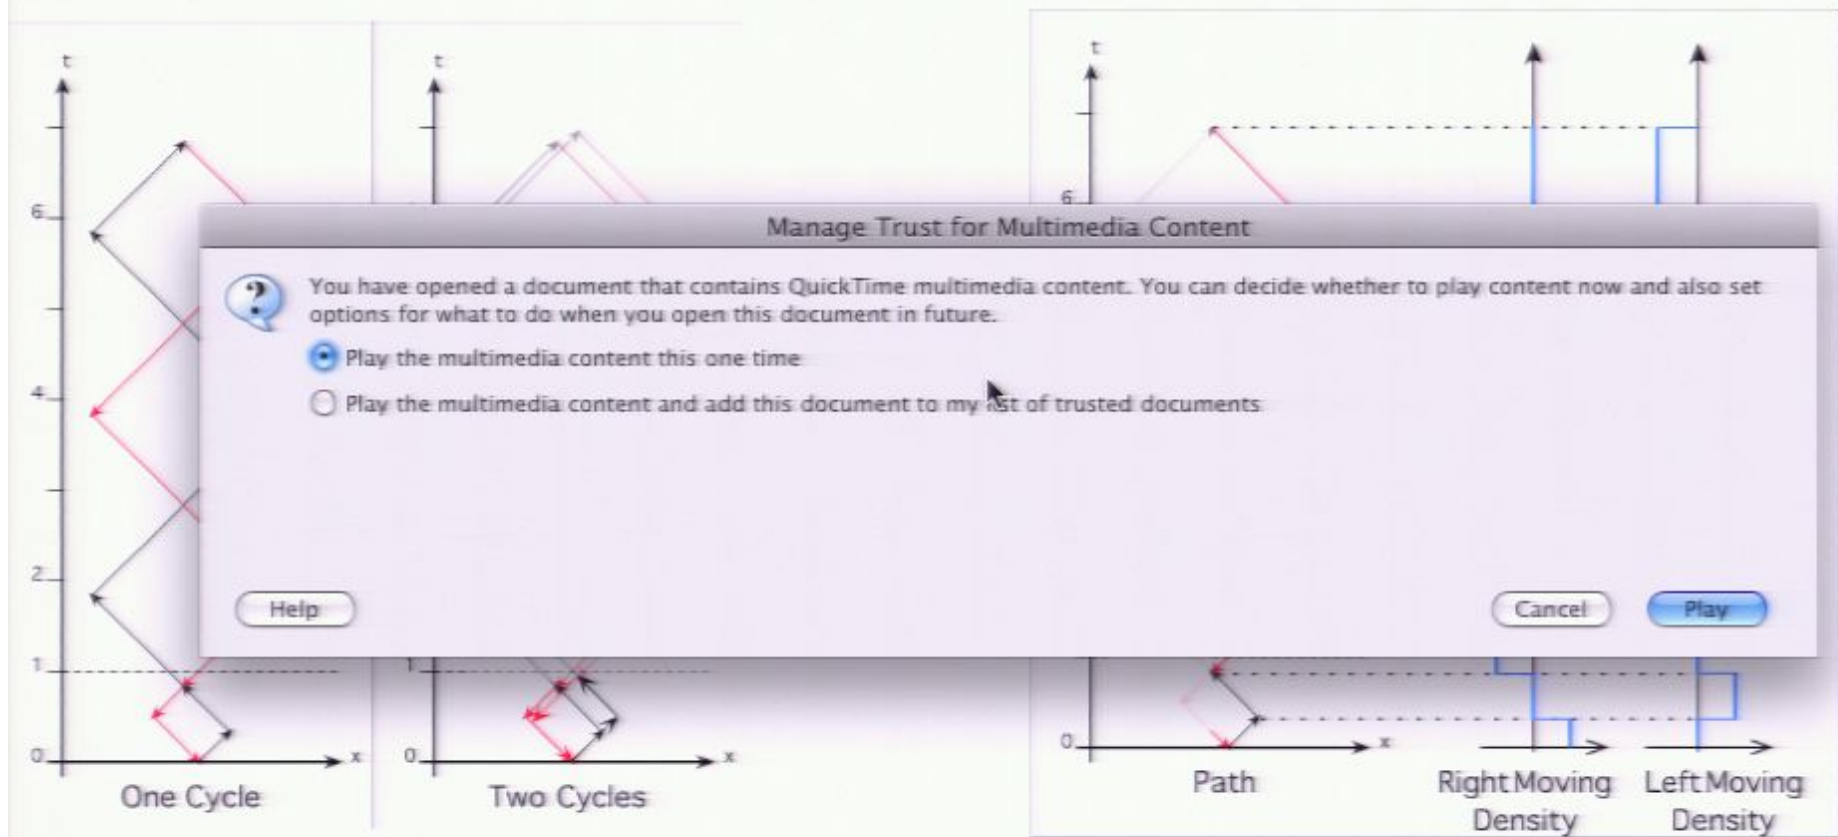 t
t
t
6
6
Manage Trust for Multimedia Content
You have opened a document that contains QuickTime multimedia content. You can decide whether to play content now and also set
options for what to do when you open this document in future.
Play the multimedia content this one time
4
Play the multimedia content and add this document to my list of trusted documents
2
Help
Cancel
Play
1
1
0
x
0
x
0
x
One Cycle
Two Cycles
Path
Right Moving
Density
Left Moving
Density